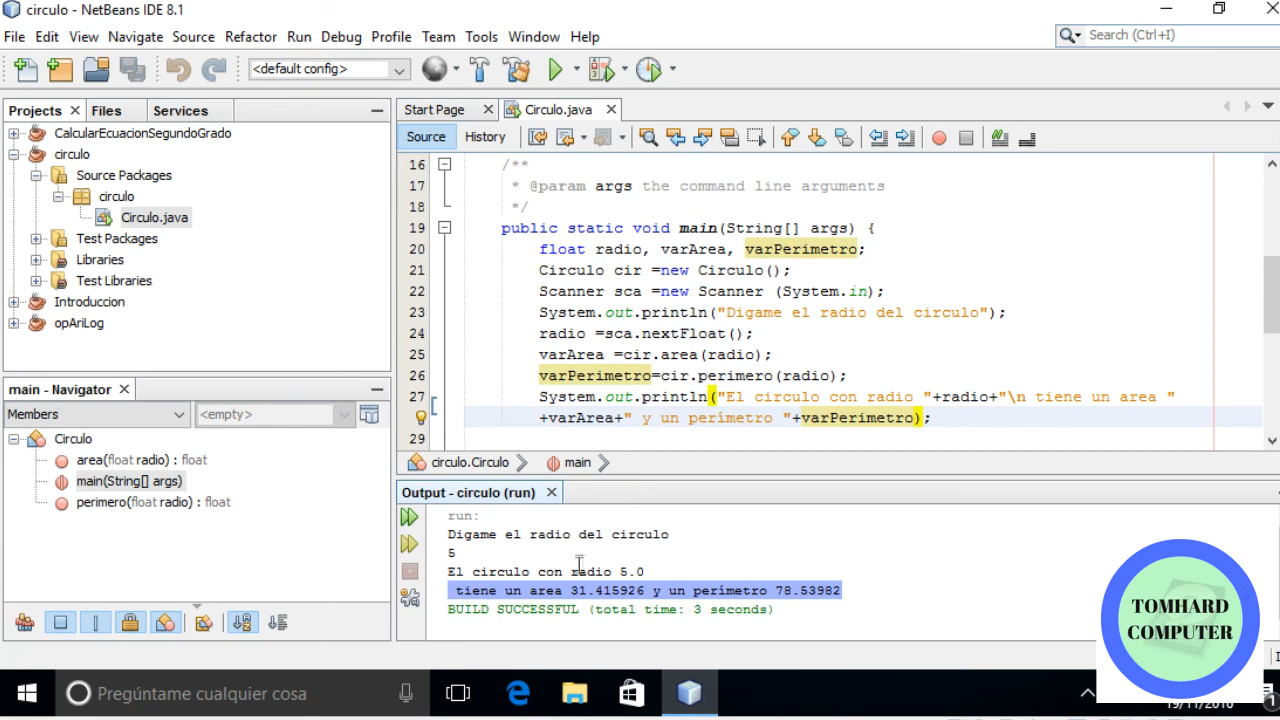 circulo - NetBeans IDE 8.1
File Edit View Navigate Source Refactor Run Debug Profile Team Tools Window Help
Search (Ctrl+I)
<default config>
Projects Files Services
CalcularEcuacionSegundoGrado
circulo
Source Packages
circulo
Circulo.java
Test Packages
Libraries
Test Libraries
Introduccion
opAriLog
main - Navigator
Members <empty>
Circulo
area(float radio) : float
main(String[] args)
perimero(float radio) : float
Start Page Circulo.java
Source History
16 /**
17 * @param args the command line arguments
18 */
19 public static void main(String[] args) {
20 float radio, varArea, varPerimetro;
21 Circulo cir =new Circulo();
22 Scanner sca =new Scanner (System.in);
23 System.out.println("Digame el radio del circulo");
24 radio =sca.nextFloat();
25 varArea =cir.area(radio);
26 varPerimetro=cir.perimero(radio);
27 System.out.println("El circulo con radio "+radio+"\n tiene un area "
+varArea+" y un perímetro "+varPerimetro);
29
circulo.Circulo main
Output - circulo (run)
run:
Digame el radio del circulo
5
El circulo con radio 5.0
tiene un area 31.415926 y un perímetro 78.53982
BUILD SUCCESSFUL (total time: 3 seconds)
TOMHARD
COMPUTER
Pregúntame cualquier cosa
19/11/2016
1